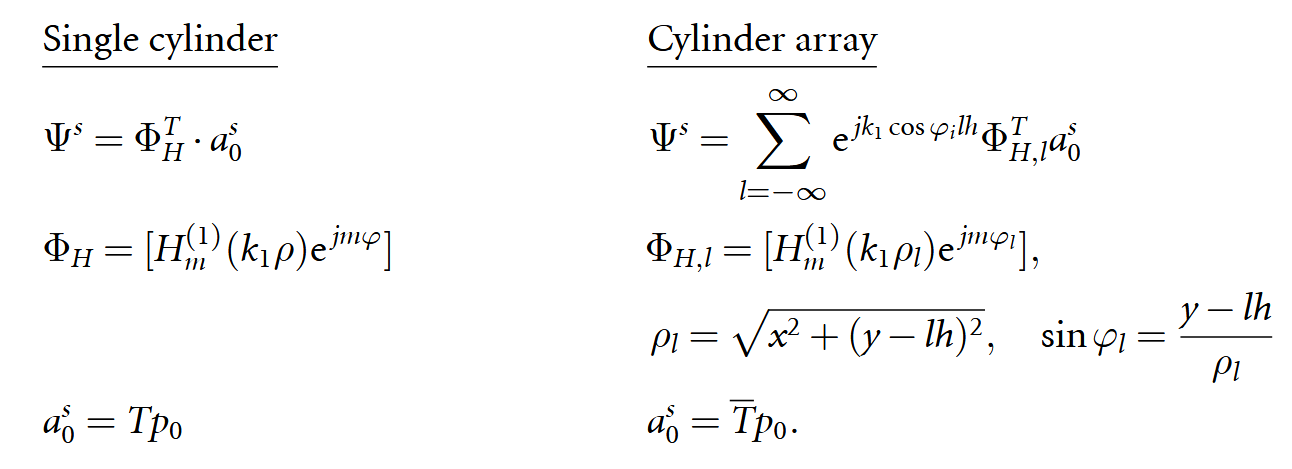 Single cylinder Cylinder array
Ψ^s = Φ_H^T · a_0^s Ψ^s = ∑_{l=−∞}^{∞} e^{jk_1 cos φ_i lh} Φ_{H,l}^T a_0^s
Φ_H = [H_m^{(1)}(k_1ρ)e^{jmφ}] Φ_{H,l} = [H_m^{(1)}(k_1ρ_l)e^{jmφ_l}],
ρ_l = √(x^2 + (y − lh)^2), sin φ_l = (y − lh)/ρ_l
a_0^s = Tp_0 a_0^s = T̅p_0.